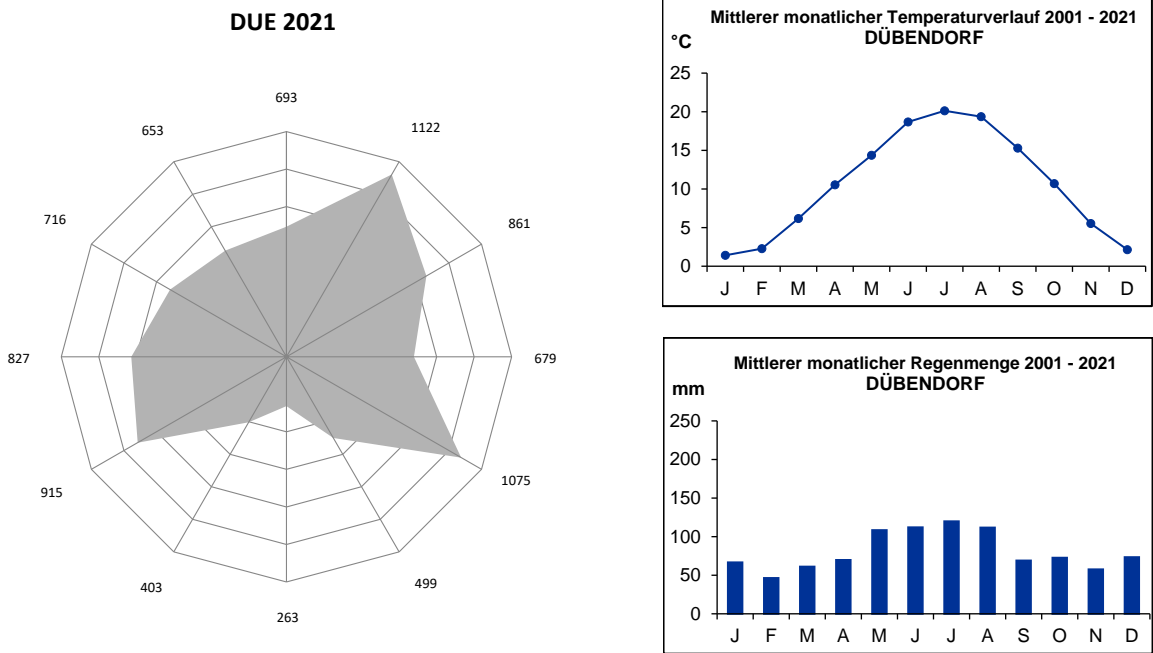 DUE 2021
693
1122
861
679
1075
499
263
403
915
827
716
653
Mittlerer monatlicher Temperaturverlauf 2001 - 2021
DÜBENDORF
°C
25
20
15
10
5
0
J F M A M J J A S O N D
Mittlerer monatlicher Regenmenge 2001 - 2021
DÜBENDORF
mm
250
200
150
100
50
0
J F M A M J J A S O N D